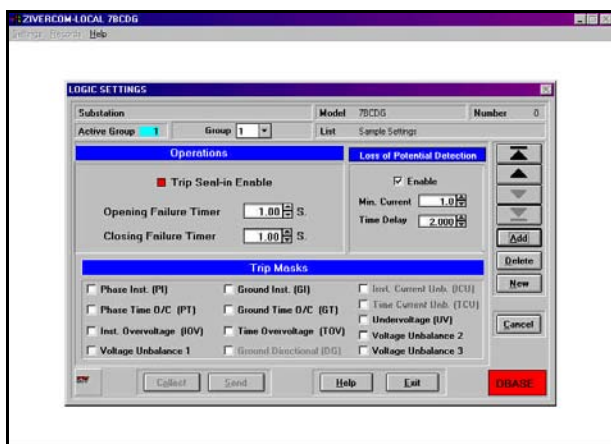 ZIVERCOM-LOCAL 7BCDG
Settings Records Help
LOGIC SETTINGS
Substation Model 7BCDG Number 0
Active Group 1 Group 1 List Sample Settings
Operations
Trip Seal-in Enable
Opening Failure Timer 1.00 S.
Closing Failure Timer 1.00 S.
Loss of Potential Detection
Enable
Min. Current 1.0
Time Delay 2.000
Add
Delete
New
Cancel
Trip Masks
Phase Inst. (PI) Ground Inst. (GI) Inst. Current Unb. (ICU)
Phase Time O/C (PT) Ground Time O/C (GT) Time Current Unb. (TCU)
Inst. Overvoltage (IOV) Time Overvoltage (TOV) Undervoltage (UV)
Voltage Unbalance 1 Ground Directional (DG) Voltage Unbalance 2
Voltage Unbalance 3
Collect Send Help Exit DBASE